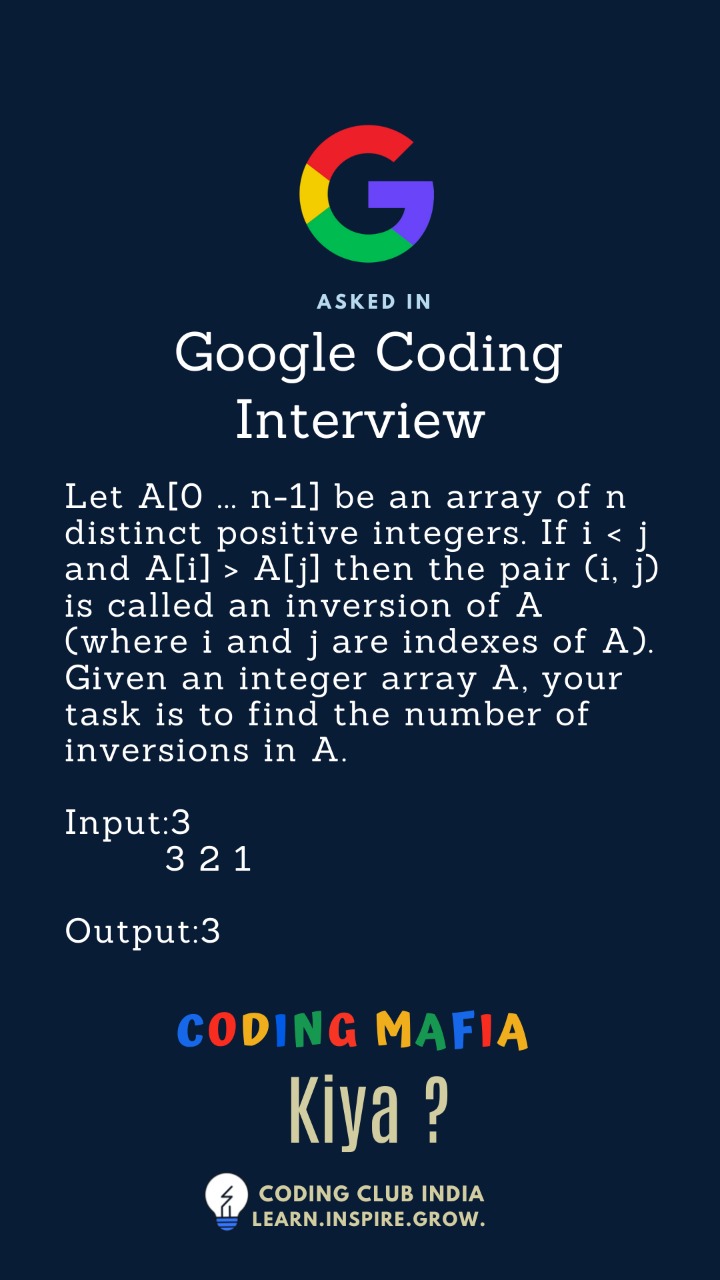 ASKED IN
Google Coding
Interview
Let A[0 ... n-1] be an array of n
distinct positive integers. If i < j
and A[i] > A[j] then the pair (i, j)
is called an inversion of A
(where i and j are indexes of A).
Given an integer array A, your
task is to find the number of
inversions in A.
Input:3
3 2 1
Output:3
CODING MAFIA
Kiya ?
CODING CLUB INDIA
LEARN.INSPIRE.GROW.